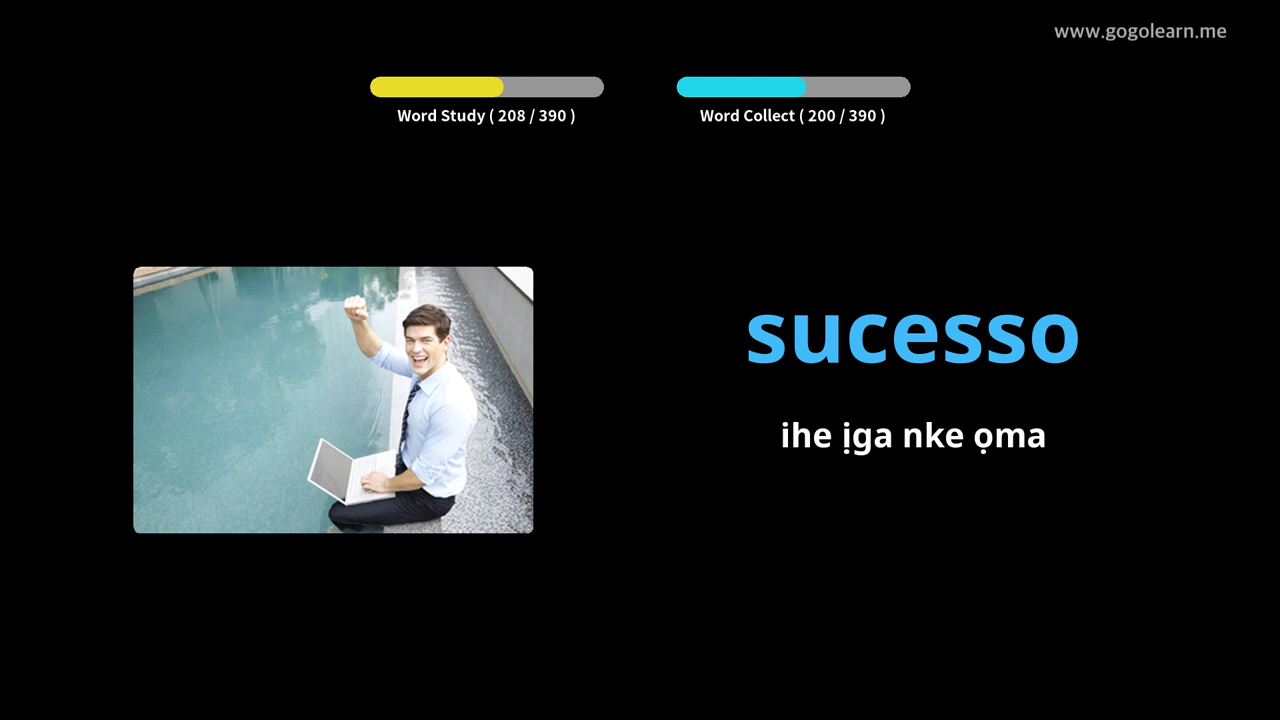 www.gogolearn.me
Word Study ( 208 / 390 )
Word Collect ( 200 / 390 )
sucesso
ihe ịga nke ọma